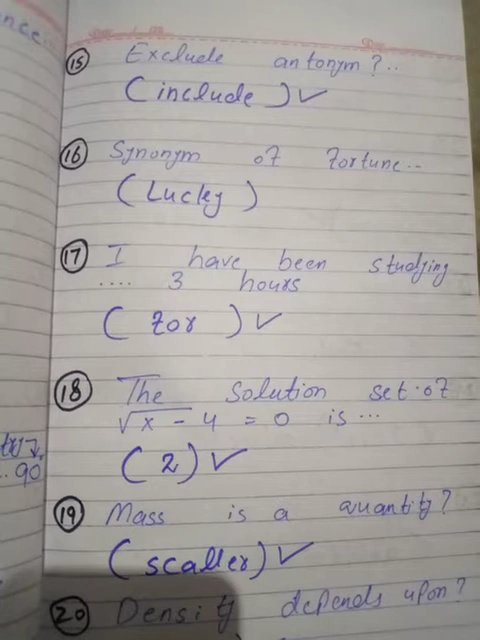 15 Exclude antonym?..
(include) ✓
16 Synonym of Fortune...
(Lucky)
17 I have been studying
.... 3 hours
(for) ✓
18 The solution set of
√x - 4 = 0 is ...
(2) ✓
19 Mass is a quantity?
(scaller) ✓
20 Density depends upon?
90